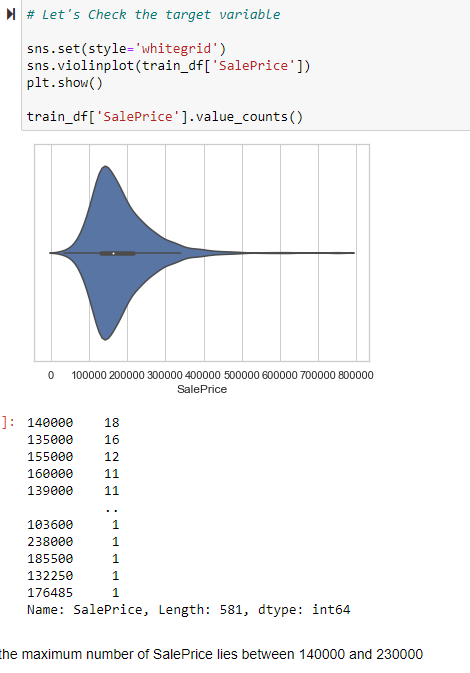 # Let's Check the target variable
sns.set(style='whitegrid')
sns.violinplot(train_df['SalePrice'])
plt.show()
train_df['SalePrice'].value_counts()
0 100000 200000 300000 400000 500000 600000 700000 800000
SalePrice
]: 140000 18
135000 16
155000 12
160000 11
139000 11
..
103600 1
238000 1
185500 1
132250 1
176485 1
Name: SalePrice, Length: 581, dtype: int64
the maximum number of SalePrice lies between 140000 and 230000